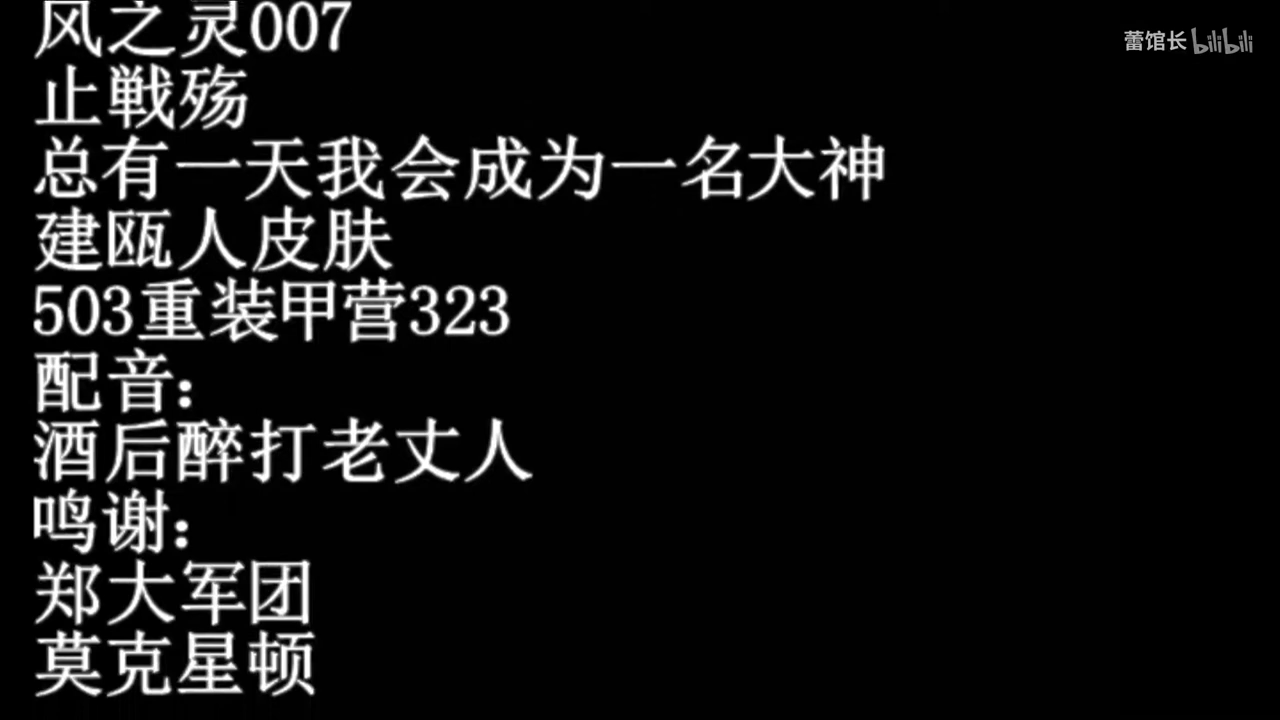 风之灵007
蕾馆长 bilibili
止戦殇
总有一天我会成为一名大神
建瓯人皮肤
503重装甲营323
配音:
酒后醉打老丈人
鸣谢:
郑大军团
莫克星顿